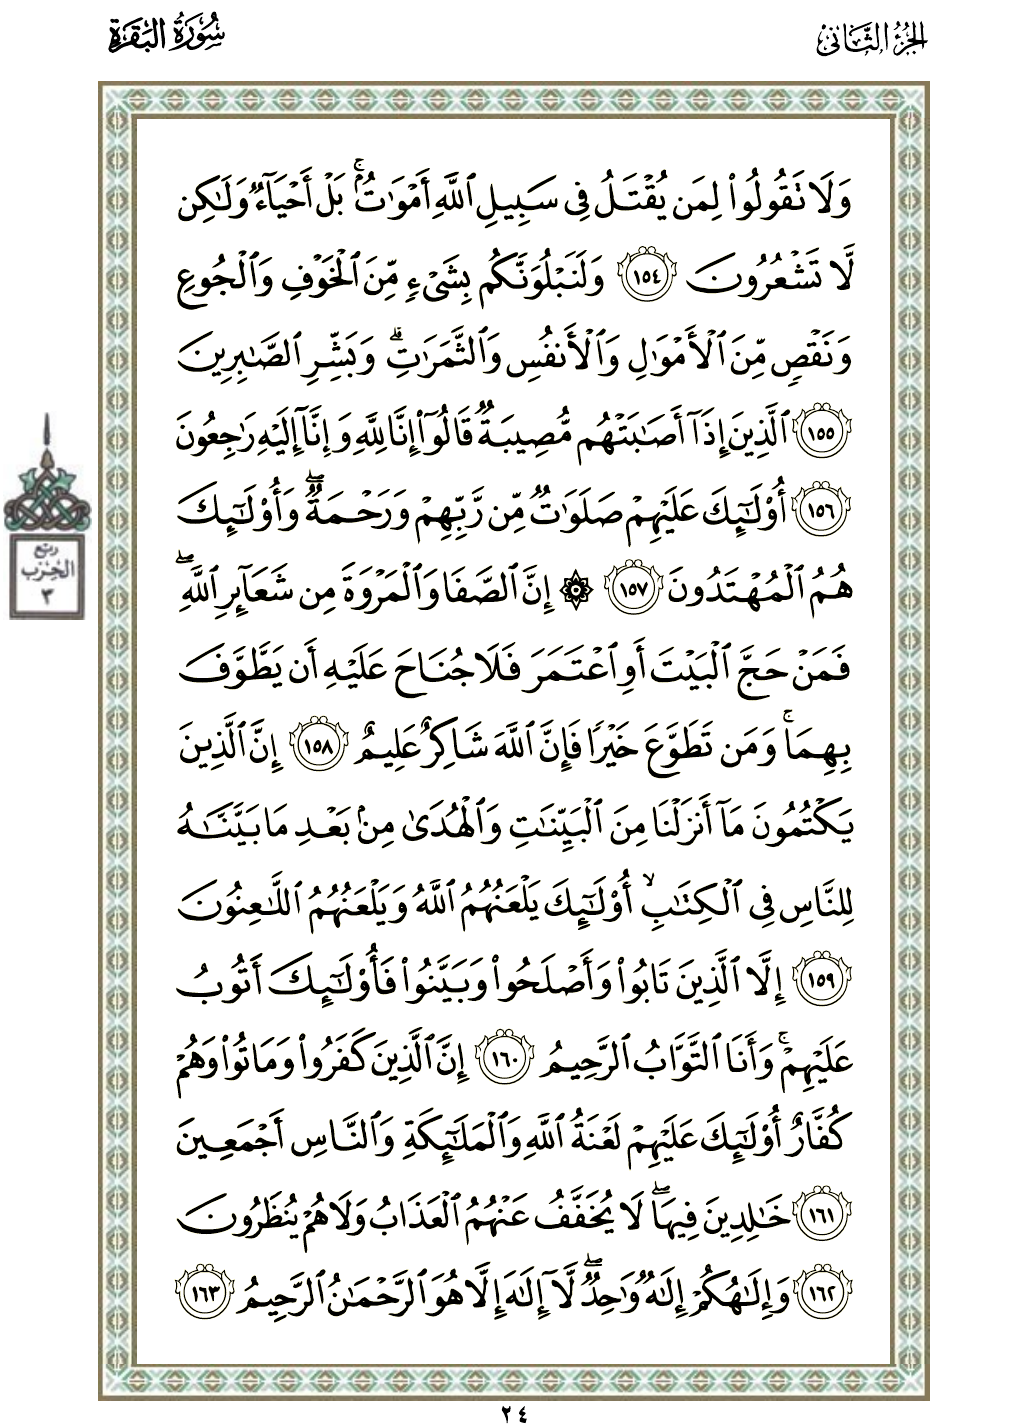 الجزء الثانى
سورة البقرة
وَلَا تَقُولُوا۟ لِمَن يُقْتَلُ فِى سَبِيلِ ٱللَّهِ أَمْوَٰتٌۢ ۚ بَلْ أَحْيَآءٌ وَلَـٰكِن
لَّا تَشْعُرُونَ ١٥٤ وَلَنَبْلُوَنَّكُم بِشَىْءٍ مِّنَ ٱلْخَوْفِ وَٱلْجُوعِ
وَنَقْصٍ مِّنَ ٱلْأَمْوَٰلِ وَٱلْأَنفُسِ وَٱلثَّمَرَٰتِ ۗ وَبَشِّرِ ٱلصَّـٰبِرِينَ
١٥٥ ٱلَّذِينَ إِذَآ أَصَـٰبَتْهُم مُّصِيبَةٌ قَالُوٓا۟ إِنَّا لِلَّهِ وَإِنَّآ إِلَيْهِ رَٰجِعُونَ
١٥٦ أُو۟لَـٰٓئِكَ عَلَيْهِمْ صَلَوَٰتٌ مِّن رَّبِّهِمْ وَرَحْمَةٌ ۖ وَأُو۟لَـٰٓئِكَ
هُمُ ٱلْمُهْتَدُونَ ١٥٧ ۞ إِنَّ ٱلصَّفَا وَٱلْمَرْوَةَ مِن شَعَآئِرِ ٱللَّهِ ۖ
فَمَنْ حَجَّ ٱلْبَيْتَ أَوِ ٱعْتَمَرَ فَلَا جُنَاحَ عَلَيْهِ أَن يَطَّوَّفَ
بِهِمَا ۚ وَمَن تَطَوَّعَ خَيْرًا فَإِنَّ ٱللَّهَ شَاكِرٌ عَلِيمٌ ١٥٨ إِنَّ ٱلَّذِينَ
يَكْتُمُونَ مَآ أَنزَلْنَا مِنَ ٱلْبَيِّنَـٰتِ وَٱلْهُدَىٰ مِنۢ بَعْدِ مَا بَيَّنَّـٰهُ
لِلنَّاسِ فِى ٱلْكِتَـٰبِ ۙ أُو۟لَـٰٓئِكَ يَلْعَنُهُمُ ٱللَّهُ وَيَلْعَنُهُمُ ٱللَّـٰعِنُونَ
١٥٩ إِلَّا ٱلَّذِينَ تَابُوا۟ وَأَصْلَحُوا۟ وَبَيَّنُوا۟ فَأُو۟لَـٰٓئِكَ أَتُوبُ
عَلَيْهِمْ ۚ وَأَنَا ٱلتَّوَّابُ ٱلرَّحِيمُ ١٦٠ إِنَّ ٱلَّذِينَ كَفَرُوا۟ وَمَاتُوا۟ وَهُمْ
كُفَّارٌ أُو۟لَـٰٓئِكَ عَلَيْهِمْ لَعْنَةُ ٱللَّهِ وَٱلْمَلَـٰٓئِكَةِ وَٱلنَّاسِ أَجْمَعِينَ
١٦١ خَـٰلِدِينَ فِيهَا ۖ لَا يُخَفَّفُ عَنْهُمُ ٱلْعَذَابُ وَلَا هُمْ يُنظَرُونَ
١٦٢ وَإِلَـٰهُكُمْ إِلَـٰهٌ وَٰحِدٌ ۖ لَّآ إِلَـٰهَ إِلَّا هُوَ ٱلرَّحْمَـٰنُ ٱلرَّحِيمُ ١٦٣
ربع
الحزب
٣
٢٤